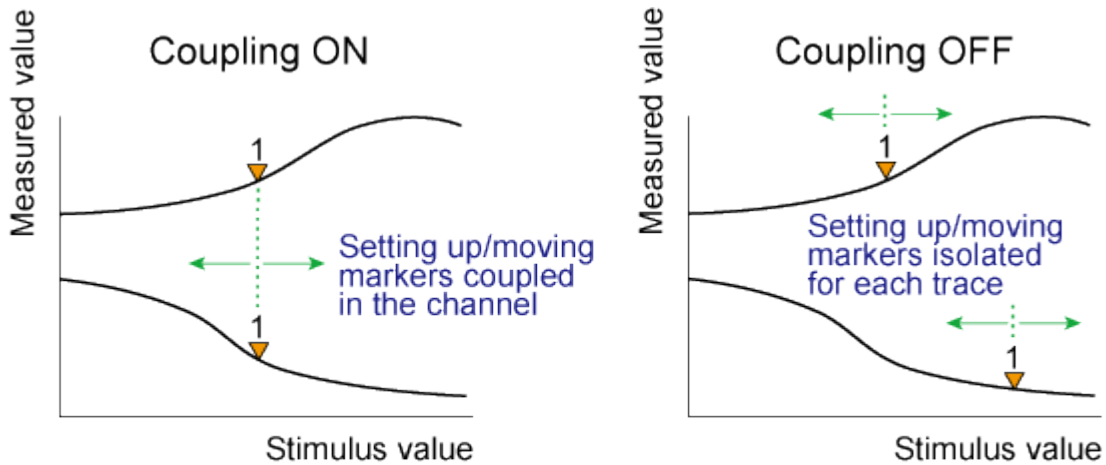 Coupling ON
Measured value
1
Setting up/moving
markers coupled
in the channel
1
Stimulus value
Coupling OFF
Measured value
1
Setting up/moving
markers isolated
for each trace
1
Stimulus value